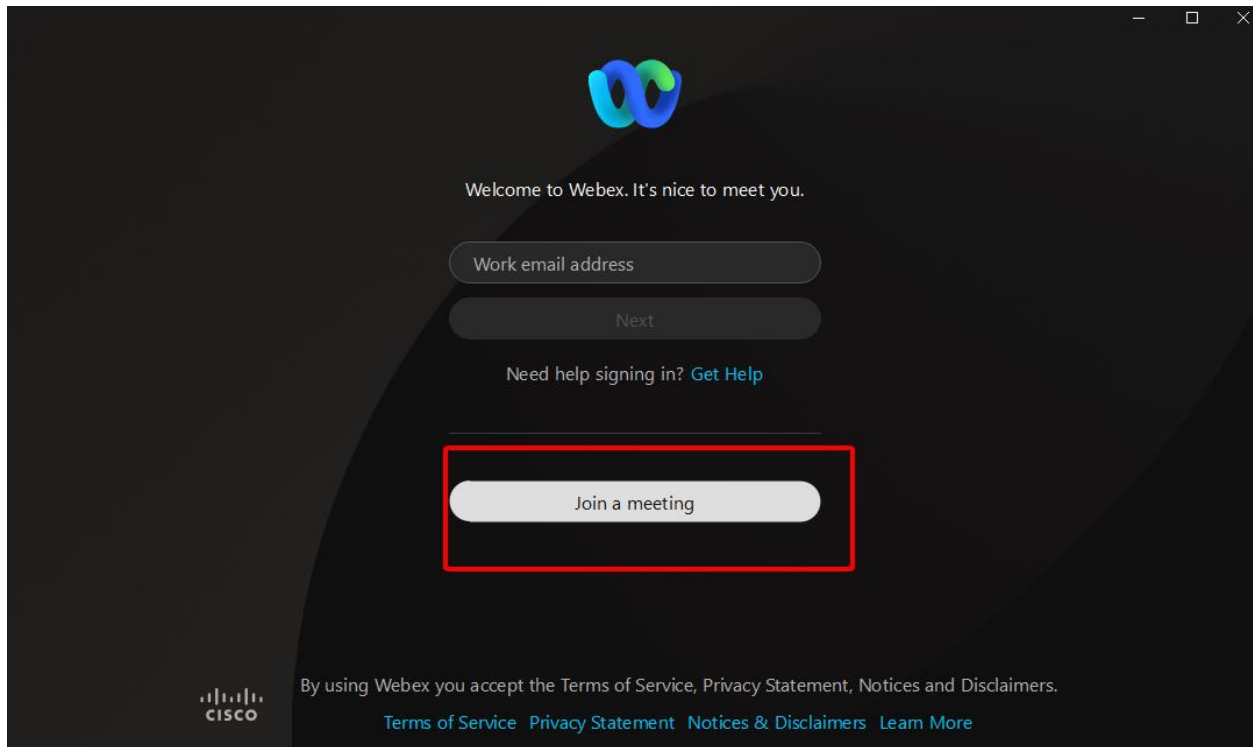 Welcome to Webex. It's nice to meet you.
Work email address
Next
Need help signing in? Get Help
Join a meeting
By using Webex you accept the Terms of Service, Privacy Statement, Notices and Disclaimers.
CISCO
Terms of Service Privacy Statement Notices & Disclaimers Learn More